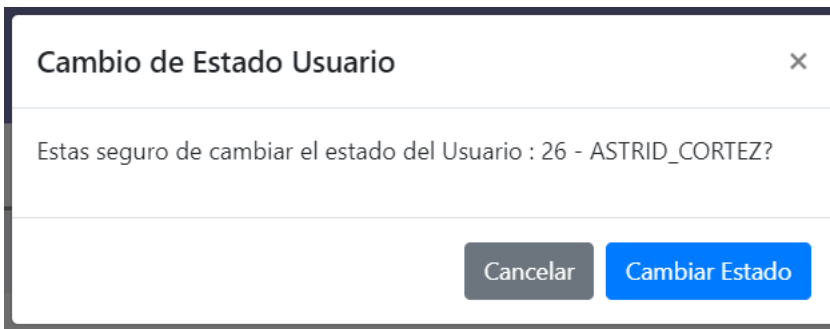 Cambio de Estado Usuario ×
Estas seguro de cambiar el estado del Usuario : 26 - ASTRID_CORTEZ?
Cancelar Cambiar Estado